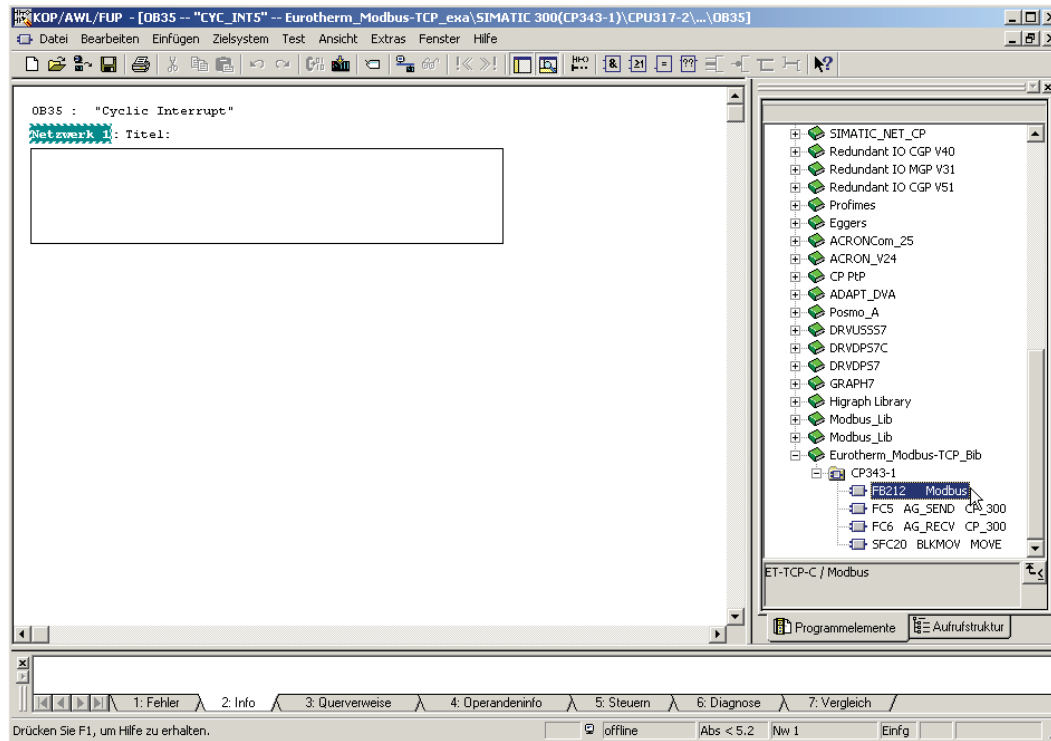 KOP/AWL/FUP - [OB35 -- "CYC_INT5" -- Eurotherm_Modbus-TCP_exa\SIMATIC 300(CP343-1)\CPU317-2\...\OB35]
Datei Bearbeiten Einfügen Zielsystem Test Ansicht Extras Fenster Hilfe
OB35 : "Cyclic Interrupt"
Netzwerk 1: Titel:
SIMATIC_NET_CP
Redundant IO CGP V40
Redundant IO MGP V31
Redundant IO CGP V51
Profimes
Eggers
ACRONCom_25
ACRON_V24
CP PtP
ADAPT_DVA
Posmo_A
DRVUSSS7
DRVDPS7C
DRVDPS7
GRAPH7
Higraph Library
Modbus_Lib
Modbus_Lib
Eurotherm_Modbus-TCP_Bib
CP343-1
FB212 Modbus
FC5 AG_SEND CP_300
FC6 AG_RECV CP_300
SFC20 BLKMOV MOVE
ET-TCP-C / Modbus
Programmelemente Aufrufstruktur
1: Fehler 2: Info 3: Querverweise 4: Operandeninfo 5: Steuern 6: Diagnose 7: Vergleich
Drücken Sie F1, um Hilfe zu erhalten. offline Abs < 5.2 Nw 1 Einfg